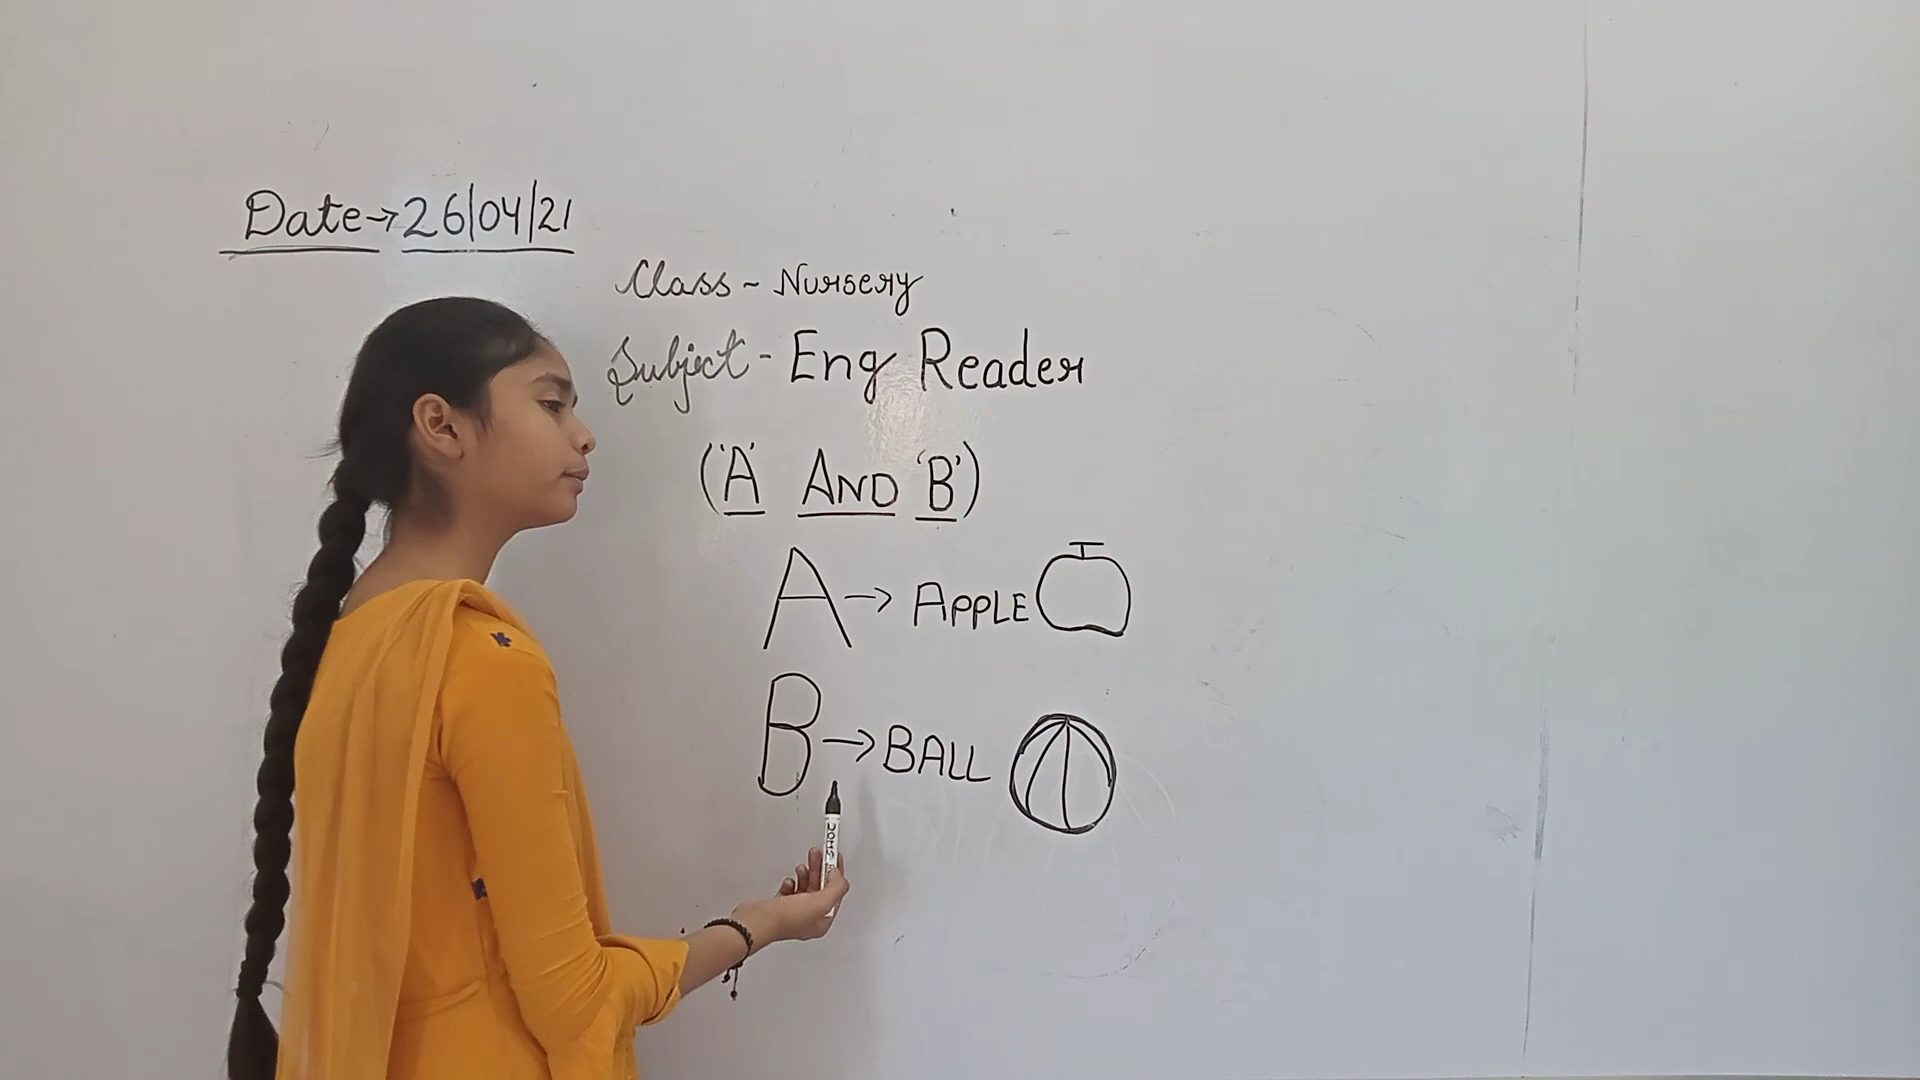 Date→26/04/21
Class - Nursery
Subject - Eng Reader
('A' AND 'B')
A → APPLE
B → BALL